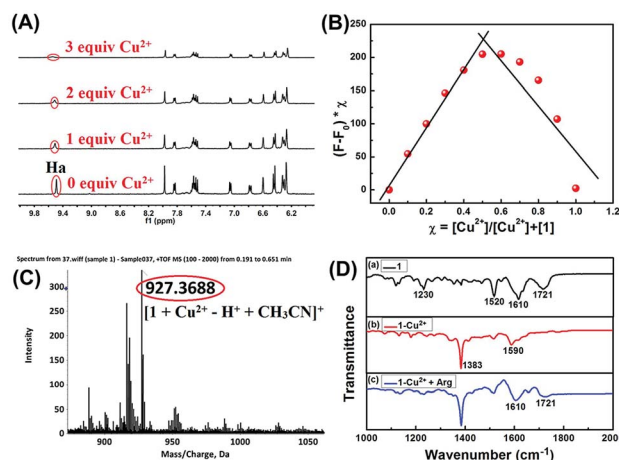 (A)
3 equiv Cu²⁺
2 equiv Cu²⁺
1 equiv Cu²⁺
Ha
0 equiv Cu²⁺
9.8 9.4 9.0 8.6 8.2 7.8 7.4 7.0 6.6 6.2
f1 (ppm)
(B)
250
200
150
100
50
0
(F-F₀) * χ
0.0 0.2 0.4 0.6 0.8 1.0 1.2
χ = [Cu²⁺]/[Cu²⁺]+[1]
Spectrum from 37.wiff (sample 1) - Sample037, +TOF MS (100 - 2000) from 0.191 to 0.651 min
(C)
927.3688
[1 + Cu²⁺ - H⁺ + CH₃CN]⁺
300
250
200
150
100
50
0
Intensity
900 950 1000 1050
Mass/Charge, Da
(D)
(a) 1
1230 1520 1610 1721
(b) 1-Cu²⁺
1383 1590
(c) 1-Cu²⁺ + Arg
1610 1721
Transmittance
1000 1200 1400 1600 1800 200
Wavenumber (cm⁻¹)